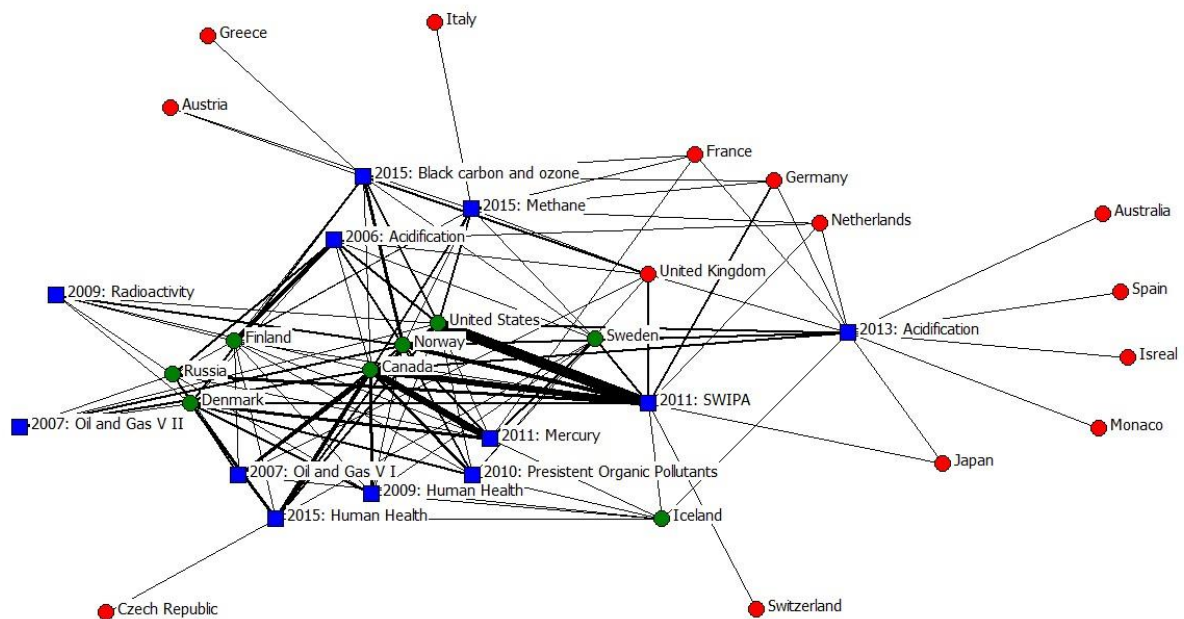 Italy
Greece
Austria
France
2015: Black carbon and ozone
Germany
2015: Methane
Australia
Netherlands
2006: Acidification
United Kingdom
Spain
2009: Radioactivity
United States
2013: Acidification
Finland
Sweden
Norway
Isreal
Canada
Russia
Denmark
2011: SWIPA
2007: Oil and Gas V II
Monaco
2011: Mercury
Japan
2007: Oil and Gas V I
2010: Presistent Organic Pollutants
2009: Human Health
2015: Human Health
Iceland
Switzerland
Czech Republic